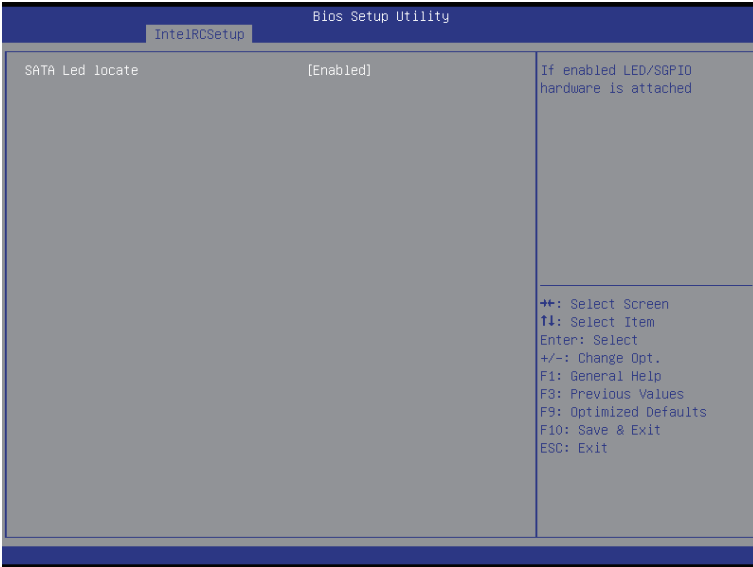 Bios Setup Utility
IntelRCSetup
SATA Led locate [Enabled]
If enabled LED/SGPIO
hardware is attached
→←: Select Screen
↑↓: Select Item
Enter: Select
+/-: Change Opt.
F1: General Help
F3: Previous Values
F9: Optimized Defaults
F10: Save & Exit
ESC: Exit